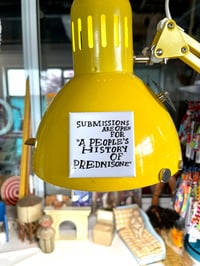 SUBMISSIONS
ARE OPEN
FOR
"A PEOPLE'S
HISTORY
OF
PREDNISONE"